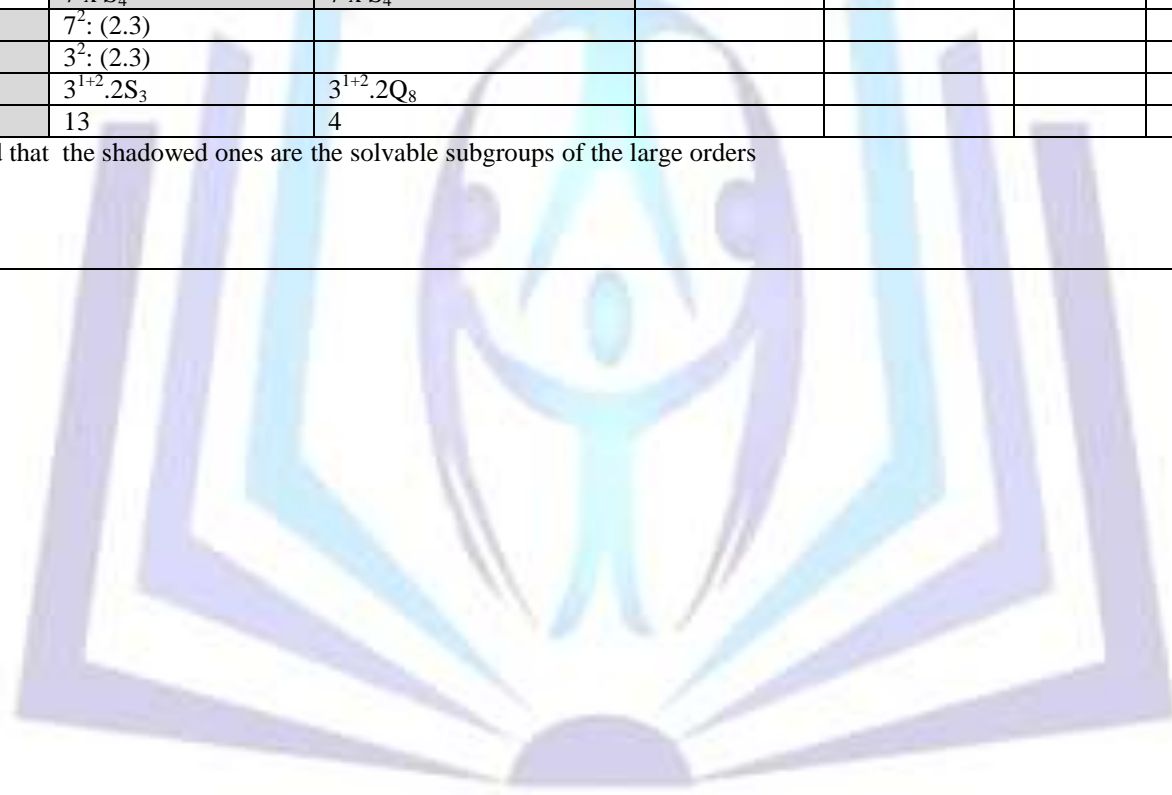 7² : (2.3)
3² : (2.3)
3¹⁺².2S₃ 3¹⁺².2Q₈
13 4
that the shadowed ones are the solvable subgroups of the large orders